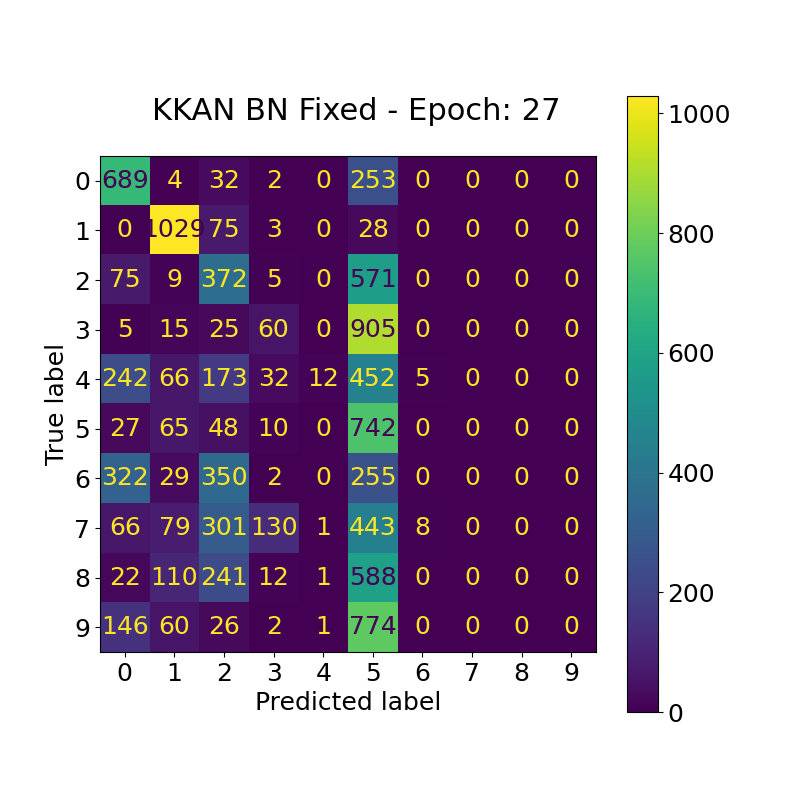 KKAN BN Fixed - Epoch: 27
0 689 4 32 2 0 253 0 0 0 0
1 0 1029 75 3 0 28 0 0 0 0
2 75 9 372 5 0 571 0 0 0 0
3 5 15 25 60 0 905 0 0 0 0
4 242 66 173 32 12 452 5 0 0 0
5 27 65 48 10 0 742 0 0 0 0
6 322 29 350 2 0 255 0 0 0 0
7 66 79 301 130 1 443 8 0 0 0
8 22 110 241 12 1 588 0 0 0 0
9 146 60 26 2 1 774 0 0 0 0
0 1 2 3 4 5 6 7 8 9
Predicted label
True label
1000
800
600
400
200
0